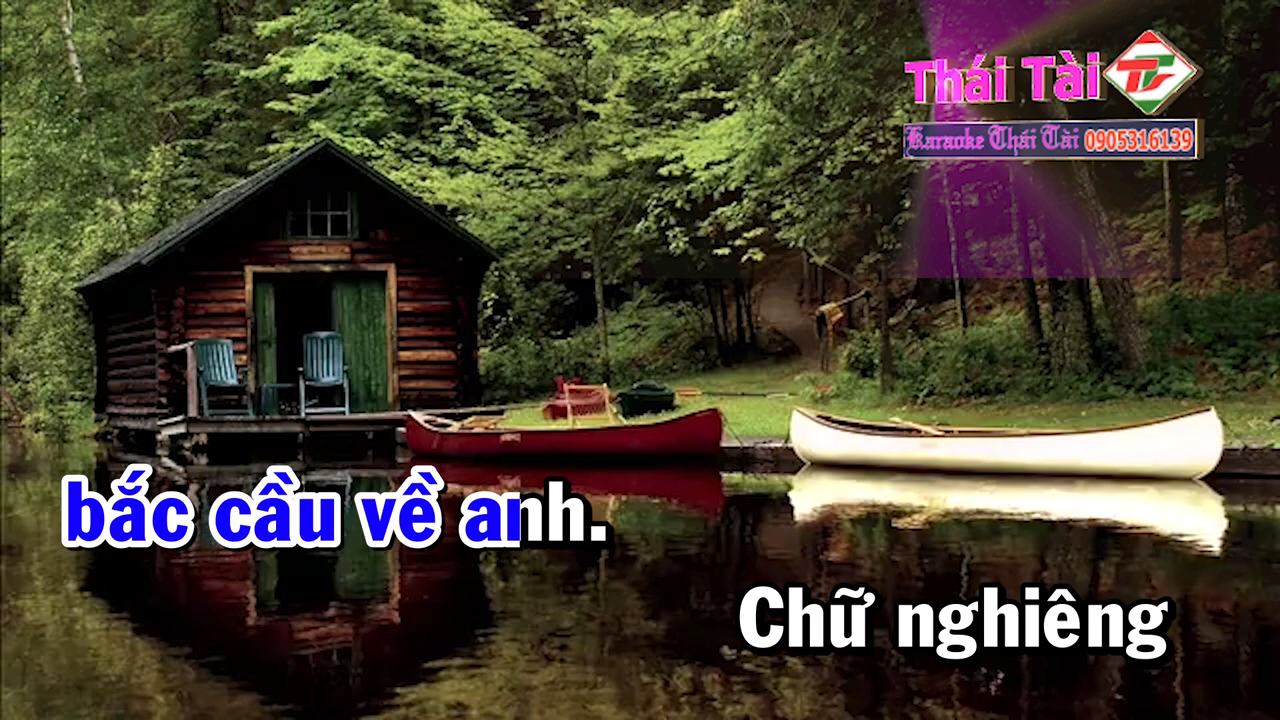 Thái Tài
Karaoke Thái Tài 0905316139
bắc cầu về anh.
Chữ nghiêng